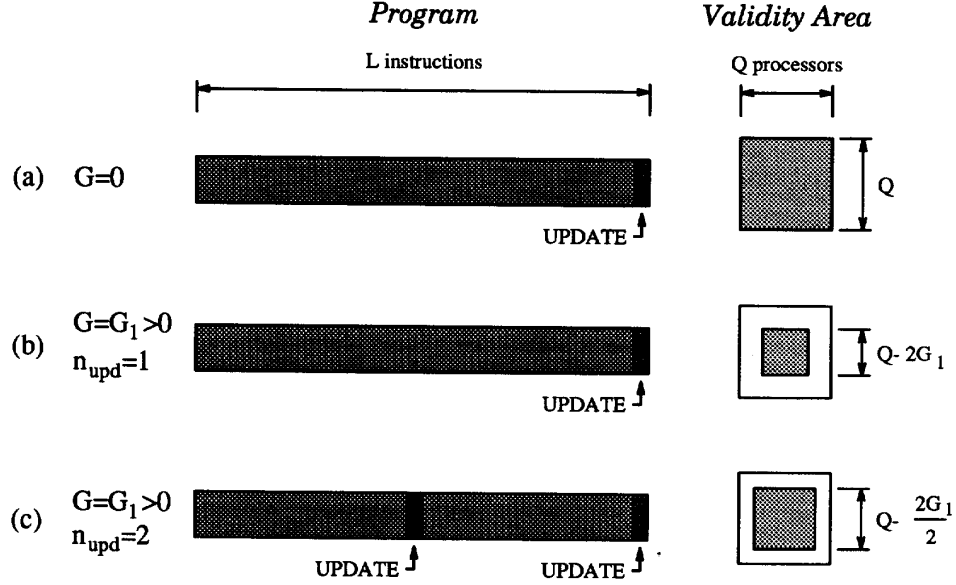 Program
Validity Area
L instructions
Q processors
(a) G=0
Q
UPDATE
(b) G=G1>0
nupd=1
Q- 2G1
UPDATE
(c) G=G1>0
nupd=2
Q- 2G1
2
UPDATE
UPDATE